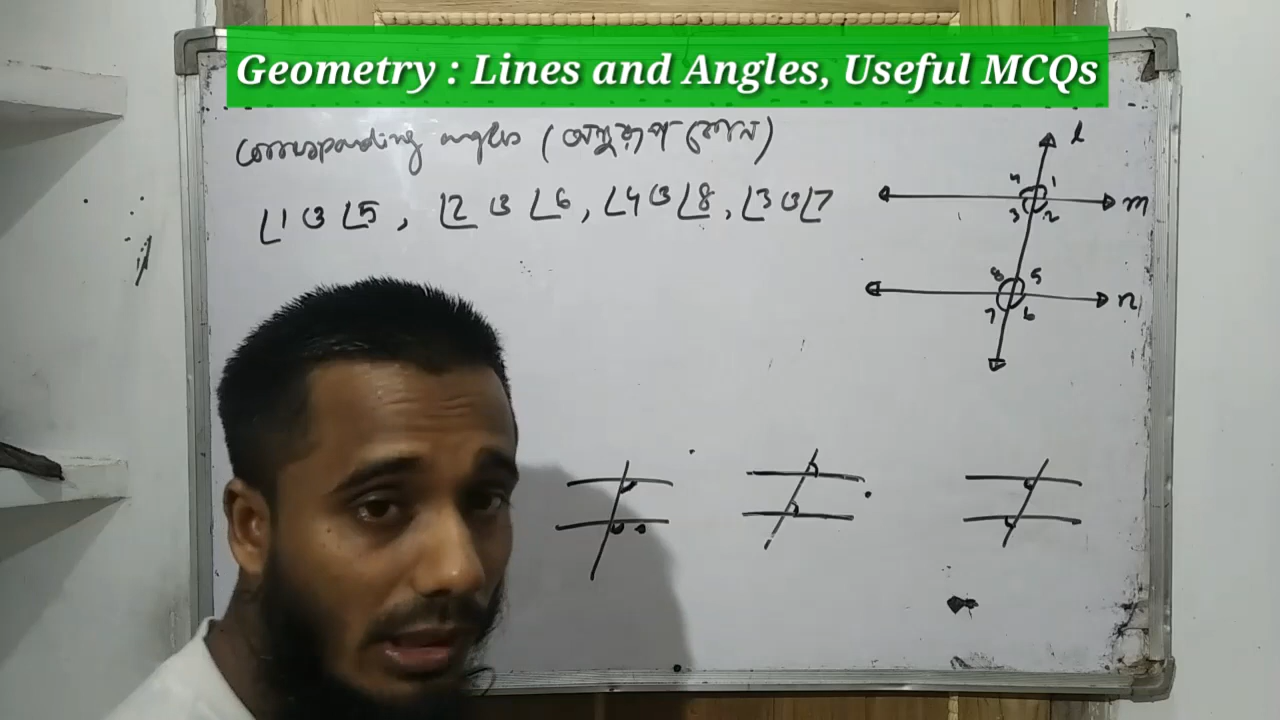 Geometry : Lines and Angles, Useful MCQs
Corresponding angles (অনুরূপ কোন)
∠1 ও ∠5, ∠2 ও ∠6, ∠4 ও ∠8, ∠3 ও ∠7
l
4 1
m
3 2
8 5
n
7 6